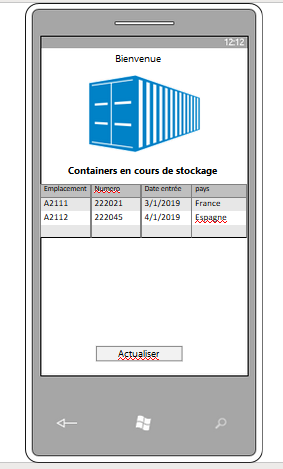 12:12
Bienvenue
Containers en cours de stockage
Emplacement Numero Date entrée pays
A2111 222021 3/1/2019 France
A2112 222045 4/1/2019 Espagne
Actualiser